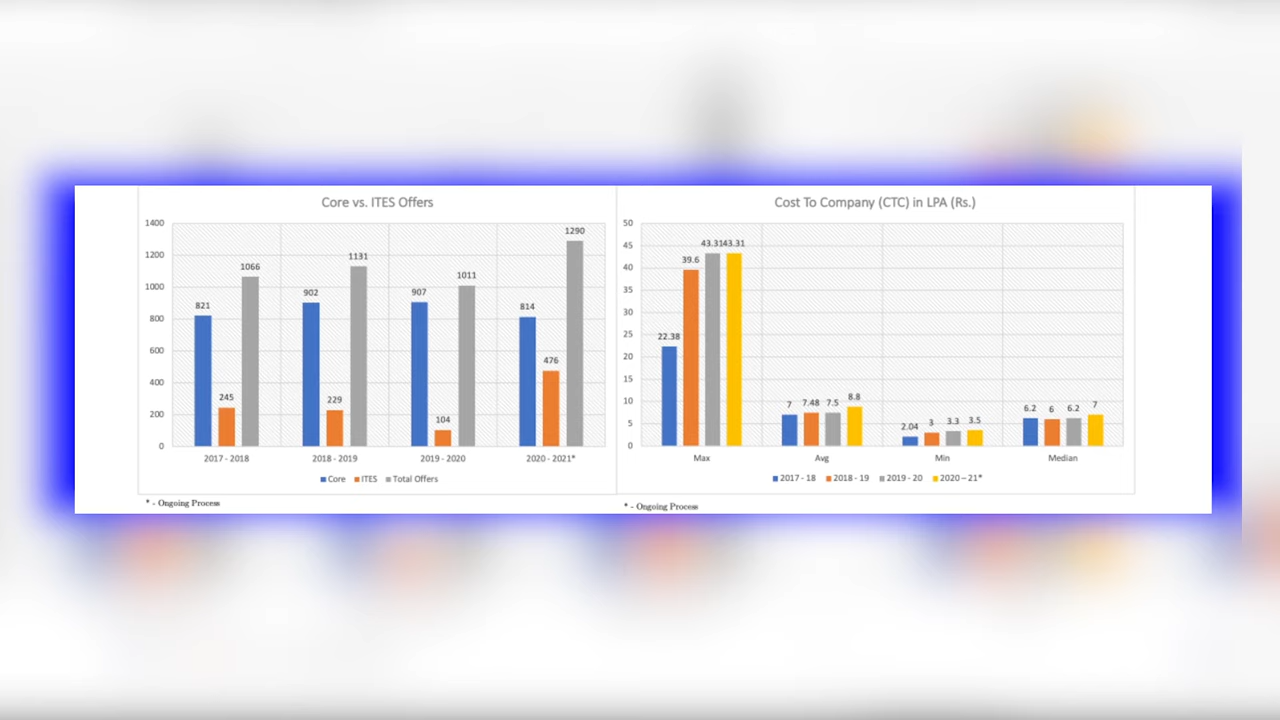 Core vs. ITES Offers
1400
1200
1000
800
600
400
200
0
821
245
1066
902
229
1131
907
104
1011
814
476
1290
2017 - 2018
2018 - 2019
2019 - 2020
2020 - 2021*
Core
ITES
Total Offers
* - Ongoing Process
Cost To Company (CTC) in LPA (Rs.)
50
45
40
35
30
25
20
15
10
5
0
22.38
39.6
43.31
43.31
7
7.48
7.5
8.8
2.04
3
3.3
3.5
6.2
6
6.2
7
Max
Avg
Min
Median
2017 - 18
2018 - 19
2019 - 20
2020 – 21*
* - Ongoing Process